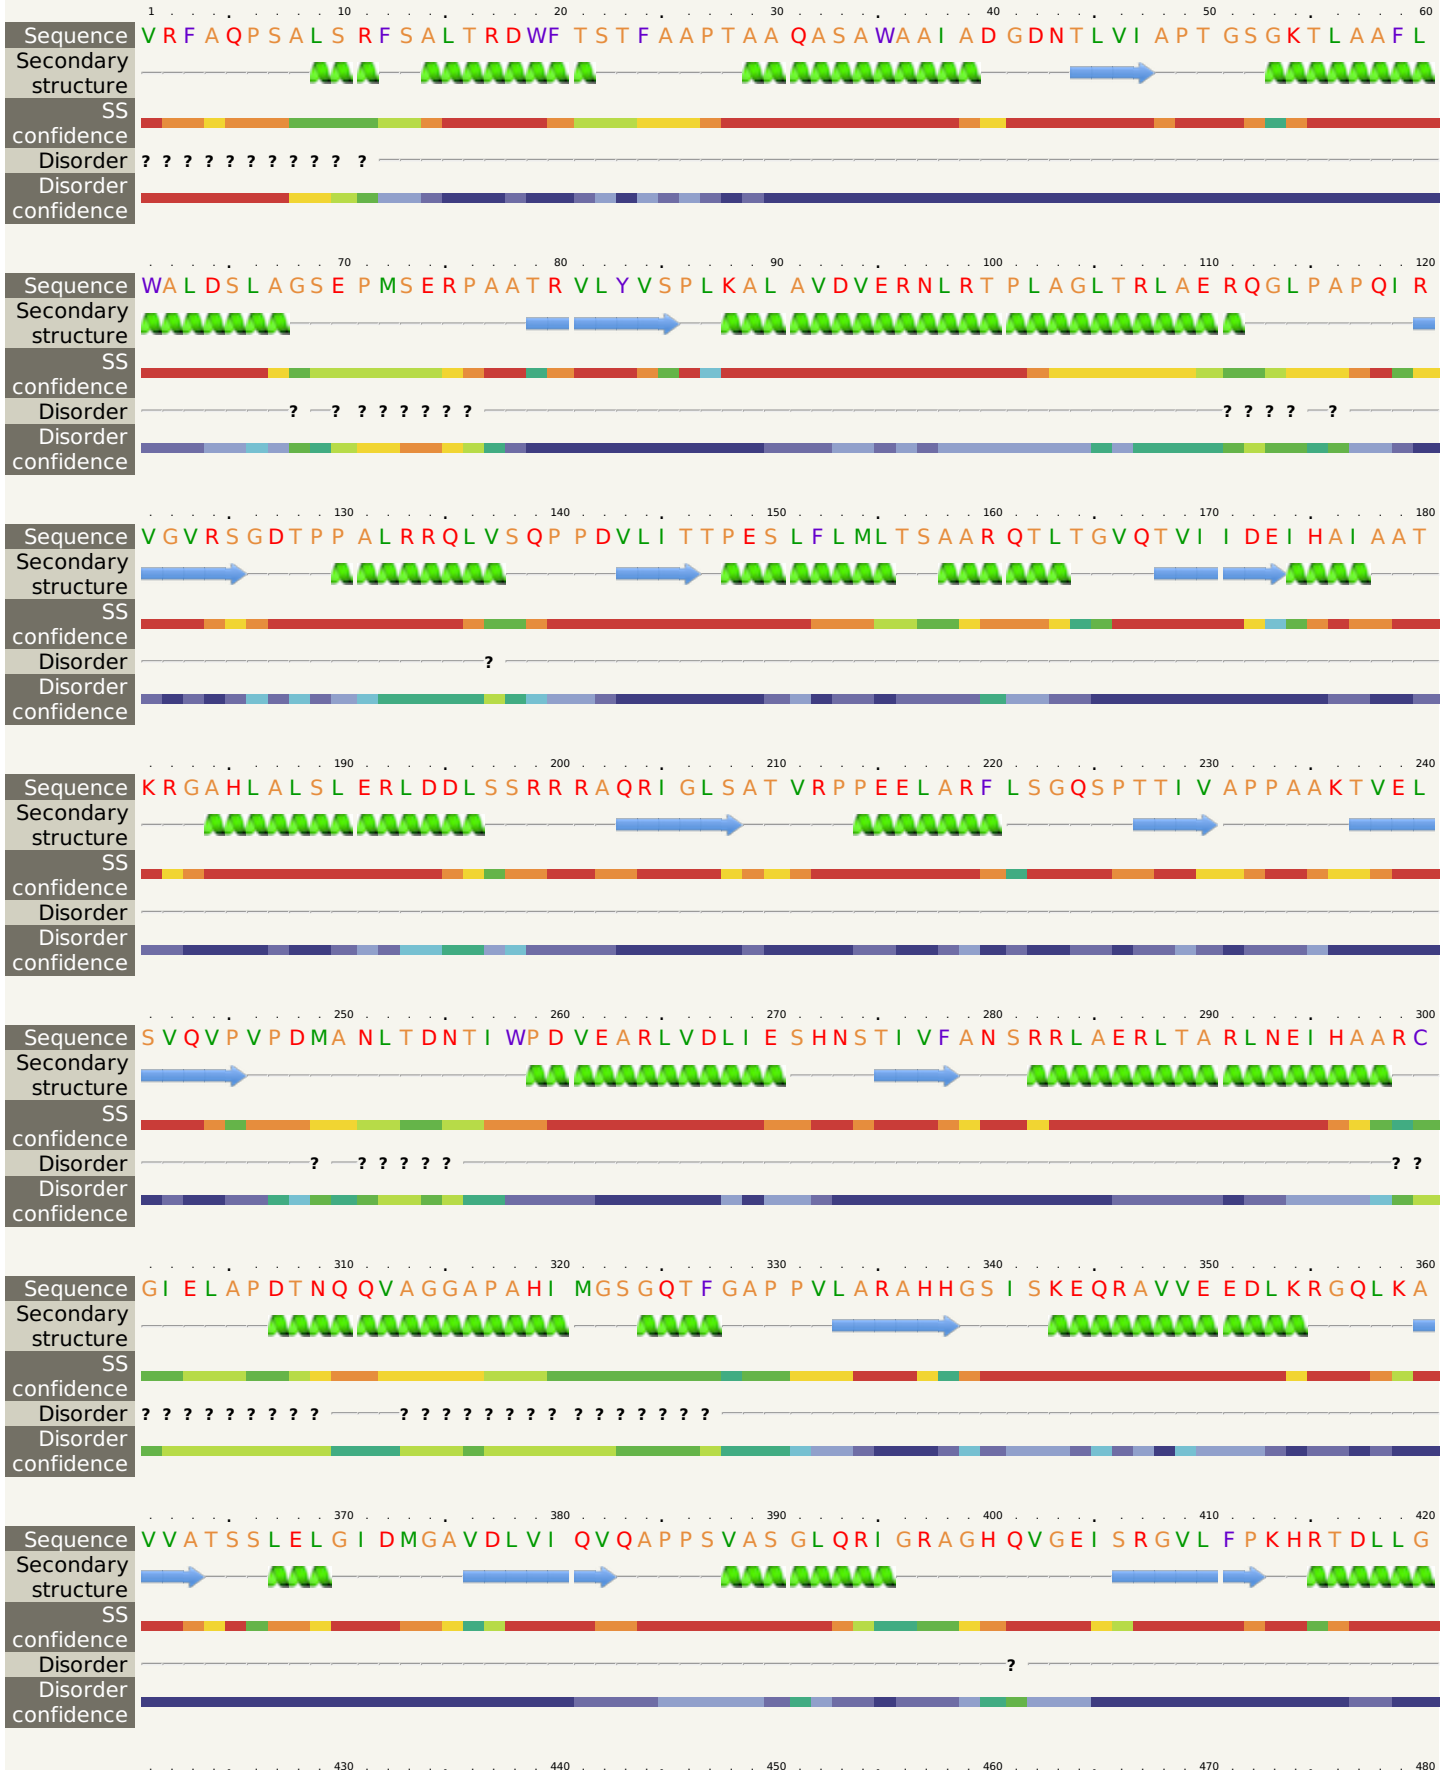 1 10 20 30 40 50 60
Sequence VRFAQPSALSRFSALTRDWFTSTFAAPTAAQASAWAAIADGDNTLVIAPTGSGKTLAAFL
Secondary
structure
SS
confidence
Disorder ? ? ? ? ? ? ? ? ? ? ?
Disorder
confidence
70 80 90 100 110 120
Sequence WALDSLAGSEPMSERPAATRVLYVSPLKALAVDVERNLRTPLAGLTRLAERQGLPAPQIR
Secondary
structure
SS
confidence
Disorder ? ? ? ? ? ? ? ? ? ? ? ? ?
Disorder
confidence
130 140 150 160 170 180
Sequence VGVRSGDTPPALRRQLVSQPPDVLITTPESLFLMLTSAARQTLTGVQTVIIDEIHAIAAT
Secondary
structure
SS
confidence
Disorder ?
Disorder
confidence
190 200 210 220 230 240
Sequence KRGAHLALSLERLDDLSSRRRAQRIGLSATVRPPEELARFLSGQSPTTIVAPPAAKTVEL
Secondary
structure
SS
confidence
Disorder
Disorder
confidence
250 260 270 280 290 300
Sequence SVQVPVPDMANLTDNTIWPDVEARLVDLIESHNSTIVFANSRRLAERLTARLNEIHAARC
Secondary
structure
SS
confidence
Disorder ? ? ? ? ? ? ? ?
Disorder
confidence
310 320 330 340 350 360
Sequence GIELAPDTNQQVAGGAPAHIMGSGQTFGAPPVLARAHHGSISKEQRAVVEEDLKRGQLKA
Secondary
structure
SS
confidence
Disorder ? ? ? ? ? ? ? ? ? ? ? ? ? ? ? ? ? ? ? ? ? ? ? ?
Disorder
confidence
370 380 390 400 410 420
Sequence VVATSSLELGIDMGAVDLVIQVQAPPSVASGLQRIGRAGHQVGEISRGVLFPKHRTDLLG
Secondary
structure
SS
confidence
Disorder ?
Disorder
confidence
430 440 450 460 470 480